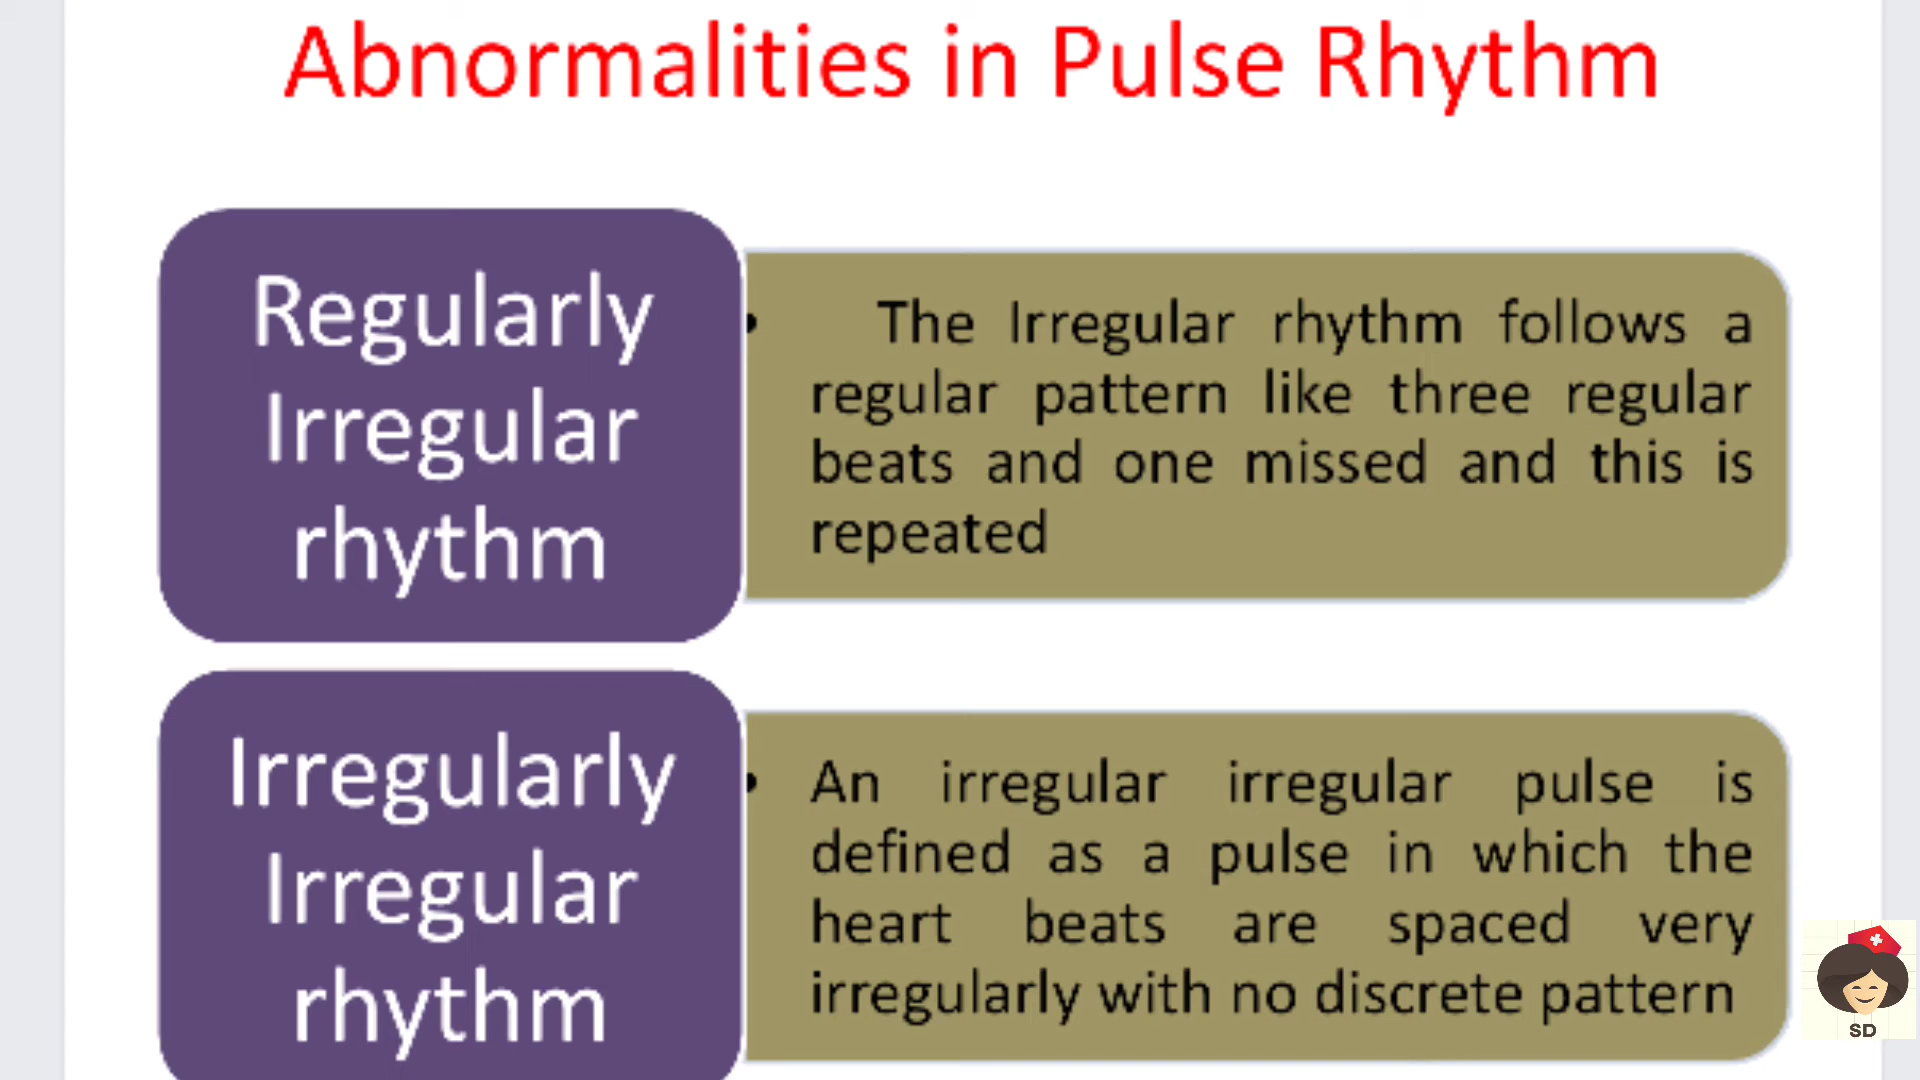 Abnormalities in Pulse Rhythm
Regularly
Irregular
rhythm
• The Irregular rhythm follows a
regular pattern like three regular
beats and one missed and this is
repeated
Irregularly
Irregular
rhythm
• An irregular irregular pulse is
defined as a pulse in which the
heart beats are spaced very
irregularly with no discrete pattern
SD